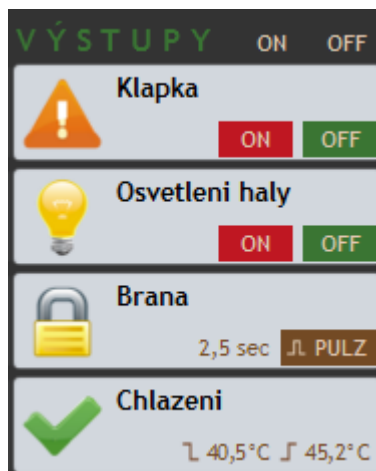 VÝSTUPY ON OFF
Klapka
ON OFF
Osvetleni haly
ON OFF
Brana
2,5 sec PULZ
Chlazeni
40,5°C 45,2°C